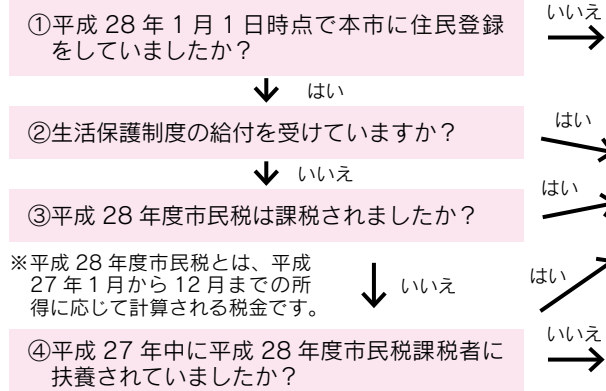 ①平成 28 年 1 月 1 日時点で本市に住民登録
をしていましたか？
いいえ
はい
②生活保護制度の給付を受けていますか？
はい
いいえ
③平成 28 年度市民税は課税されましたか？
はい
※平成 28 年度市民税とは、平成
27 年 1 月から 12 月までの所
得に応じて計算される税金です。
いいえ
はい
④平成 27 年中に平成 28 年度市民税課税者に
扶養されていましたか？
いいえ